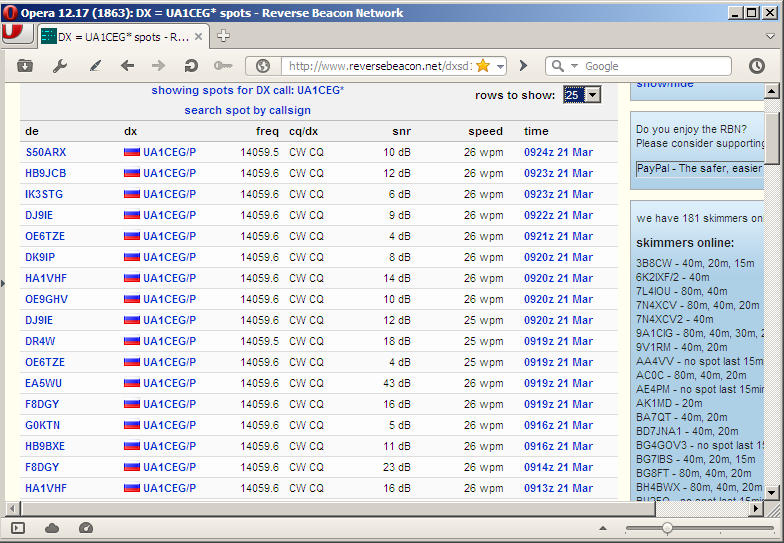 Opera 12.17 (1863): DX = UA1CEG* spots - Reverse Beacon Network
DX = UA1CEG* spots - R...
http://www.reversebeacon.net/dxsd
Google
showing spots for DX call: UA1CEG*
search spot by callsign
rows to show: 25
de dx freq cq/dx snr speed time
S50ARX UA1CEG/P 14059.5 CW CQ 10 dB 26 wpm 0924z 21 Mar
HB9JCB UA1CEG/P 14059.6 CW CQ 12 dB 26 wpm 0923z 21 Mar
IK3STG UA1CEG/P 14059.6 CW CQ 6 dB 26 wpm 0923z 21 Mar
DJ9IE UA1CEG/P 14059.6 CW CQ 9 dB 26 wpm 0922z 21 Mar
OE6TZE UA1CEG/P 14059.6 CW CQ 4 dB 26 wpm 0921z 21 Mar
DK9IP UA1CEG/P 14059.6 CW CQ 8 dB 26 wpm 0920z 21 Mar
HA1VHF UA1CEG/P 14059.6 CW CQ 14 dB 26 wpm 0920z 21 Mar
OE9GHV UA1CEG/P 14059.6 CW CQ 10 dB 26 wpm 0920z 21 Mar
DJ9IE UA1CEG/P 14059.6 CW CQ 12 dB 25 wpm 0920z 21 Mar
DR4W UA1CEG/P 14059.5 CW CQ 18 dB 25 wpm 0919z 21 Mar
OE6TZE UA1CEG/P 14059.6 CW CQ 4 dB 25 wpm 0919z 21 Mar
EA5WU UA1CEG/P 14059.6 CW CQ 43 dB 26 wpm 0919z 21 Mar
F8DGY UA1CEG/P 14059.6 CW CQ 16 dB 26 wpm 0919z 21 Mar
G0KTN UA1CEG/P 14059.6 CW CQ 5 dB 26 wpm 0916z 21 Mar
HB9BXE UA1CEG/P 14059.6 CW CQ 11 dB 26 wpm 0916z 21 Mar
F8DGY UA1CEG/P 14059.6 CW CQ 23 dB 26 wpm 0914z 21 Mar
HA1VHF UA1CEG/P 14059.6 CW CQ 16 dB 26 wpm 0913z 21 Mar
show/hide
Do you enjoy the RBN?
Please consider supporting
PayPal - The safer, easier
we have 181 skimmers on
skimmers online:
3B8CW - 40m, 20m, 15m
6K2IXF/2 - 40m
7L4IOU - 80m, 40m
7N4XCV - 80m, 40m, 20m
7N4XCV2 - 40m
9A1CIG - 80m, 40m, 30m, 2
9V1RM - 40m, 20m
AA4VV - no spot last 15m
AC0C - 80m, 40m, 20m
AE4PM - no spot last 15min
AK1MD - 20m
BA7QT - 40m, 20m
BD7JNA1 - 40m, 20m
BG4GOV3 - no spot last 1
BG7IBS - 40m, 20m, 15m
BG8FT - 80m, 40m, 20m
BH4BWX - 80m, 40m, 20m